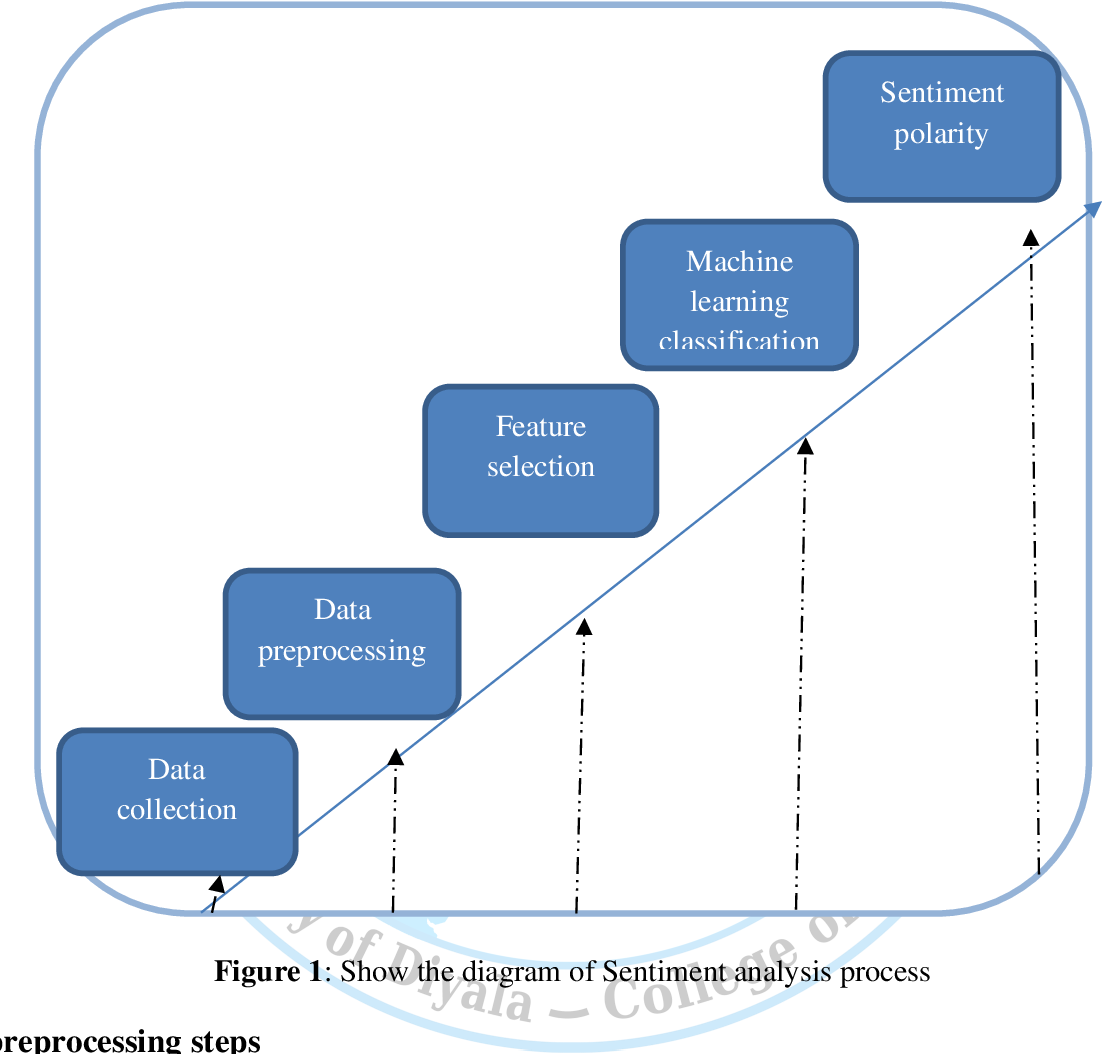 Sentiment
polarity
Machine
learning
classification
Feature
selection
Data
preprocessing
Data
collection
y of Diyala – College of
Figure 1: Show the diagram of Sentiment analysis process
preprocessing steps